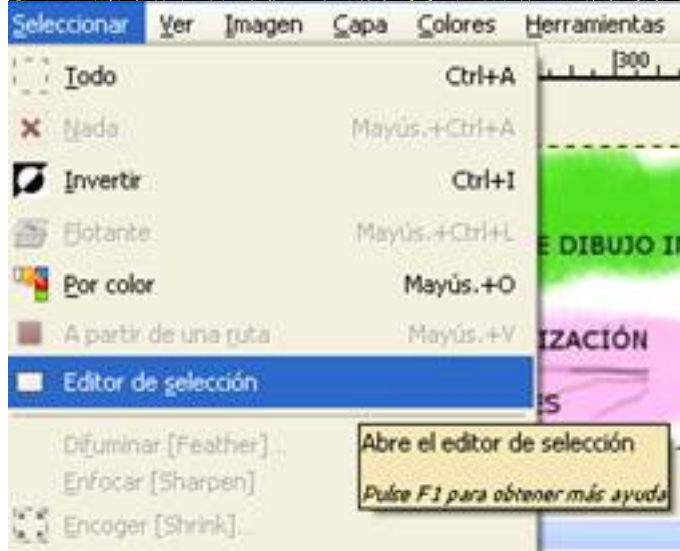 Seleccionar Ver Imagen Capa Colores Herramientas
Todo Ctrl+A
300
Nada Mayús.+Ctrl+A
Invertir Ctrl+I
Flotante Mayús.+Ctrl+L
E DIBUJO I
Por color Mayús.+O
A partir de una ruta Mayús.+V
IZACIÓN
Editor de selección
ES
Difuminar [Feather]...
Abre el editor de selección
Enfocar [Sharpen]
Pulse F1 para obtener más ayuda
Encoger [Shrink]...